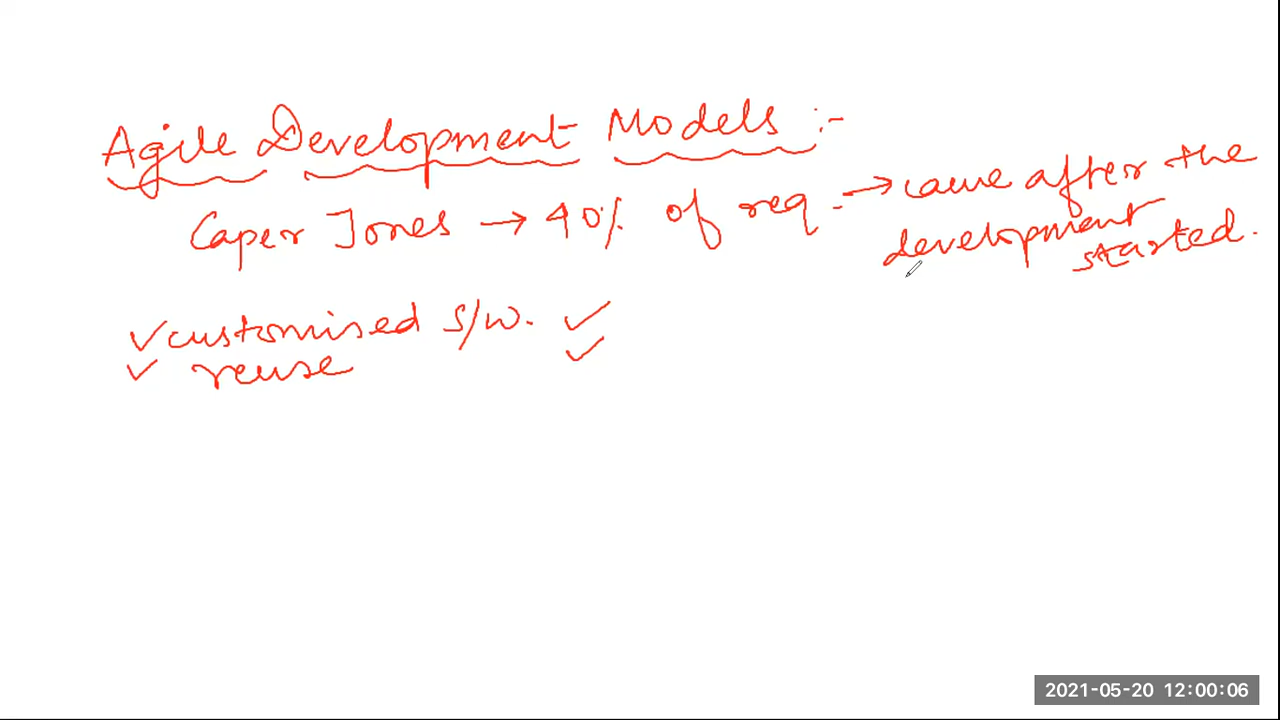 Agile Development Models :-
Caper Jones → 40% of req. → came after the
development
started.
✓ customised S/W. ✓
✓ reuse ✓
2021-05-20 12:00:06